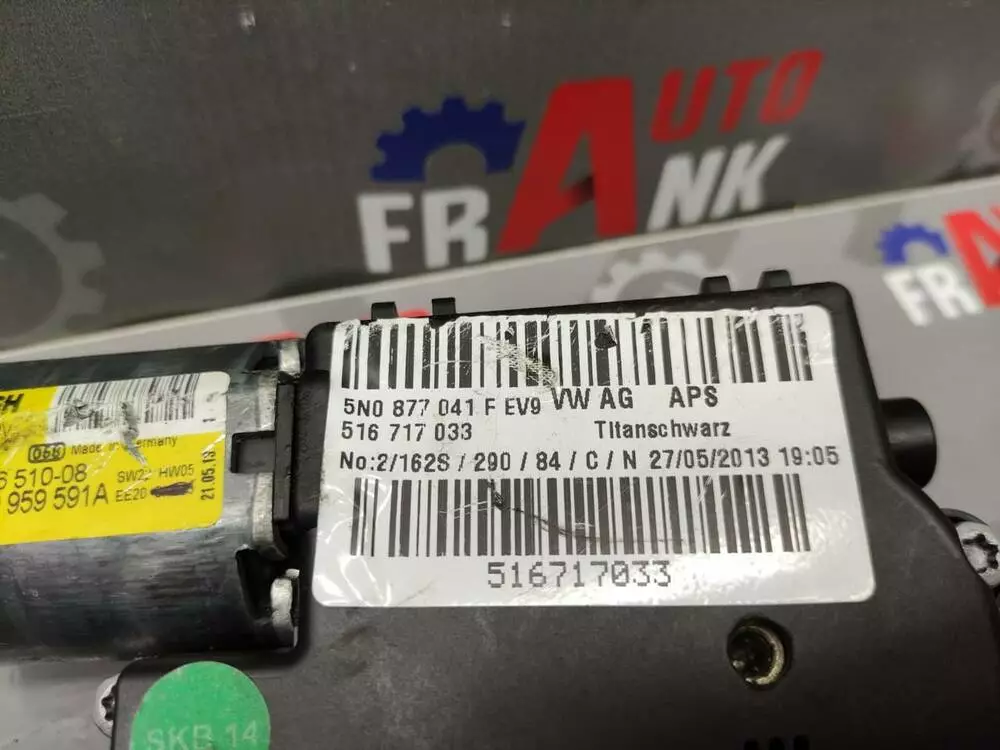 AUTO
FRANK
FRA
5N0 877 041 F EV9 VW AG APS
516 717 033 Titanschwarz
No:2/162S/290/84/C/N 27/05/2013 19:05
516717033
Made in Germany
510-08 SW22 HW05
959 591A EE20
21.05.13
SKB 14